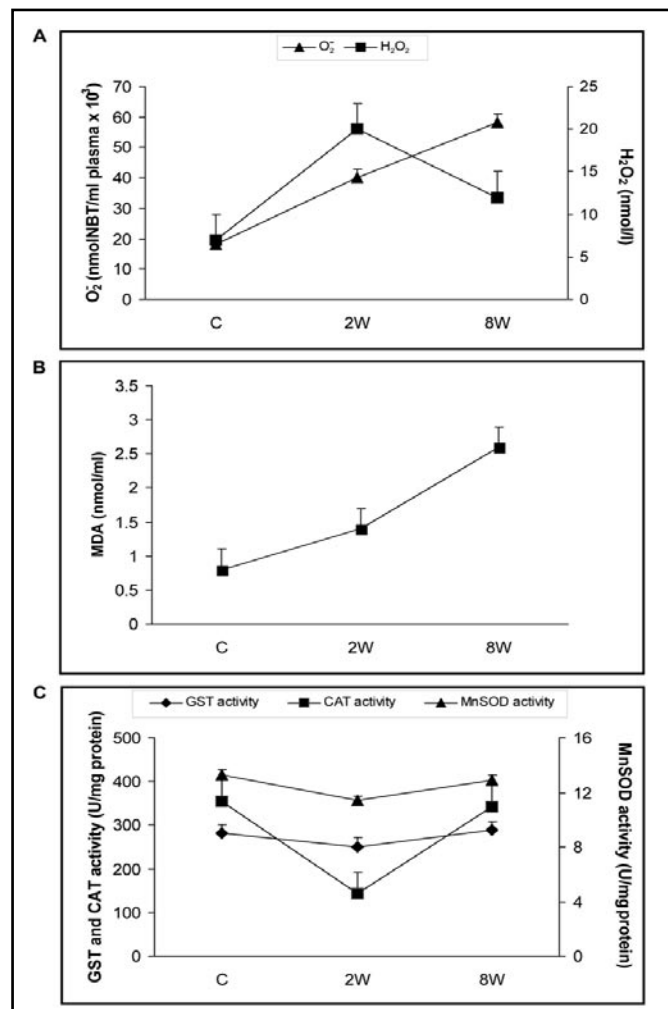 A
O₂⁻ H₂O₂
O₂⁻ (nmolNBT/ml plasma x 10³)
70
60
50
40
30
20
10
0
H₂O₂ (nmol/l)
25
20
15
10
5
0
C 2W 8W
B
MDA (nmol/ml)
3.5
3
2.5
2
1.5
1
0.5
0
C 2W 8W
C
GST activity CAT activity MnSOD activity
GST and CAT activity (U/mg protein)
500
400
300
200
100
0
MnSOD activity (U/mgprotein)
16
12
8
4
0
C 2W 8W